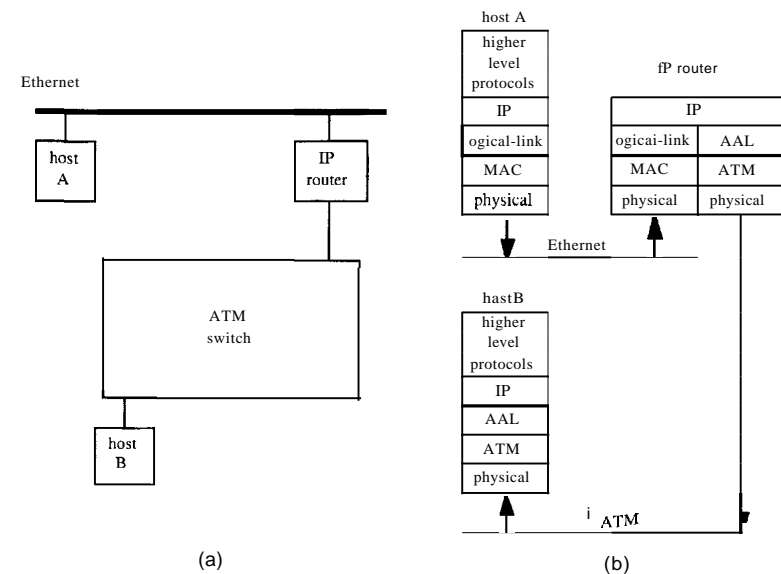 Ethernet
host
A
IP
router
ATM
switch
host
B
(a)
host A
higher
level
protocols
IP
ogical-link
MAC
physical
fP router
IP
ogicai-link
AAL
MAC
ATM
physical
physical
Ethernet
hastB
higher
level
protocols
IP
AAL
ATM
physical
i ATM
(b)